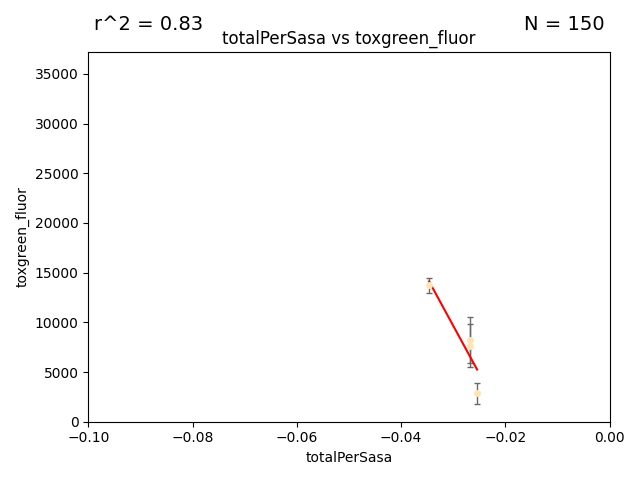 r^2 = 0.83
N = 150
totalPerSasa vs toxgreen_fluor
35000
30000
25000
20000
15000
10000
5000
0
toxgreen_fluor
−0.10
−0.08
−0.06
−0.04
−0.02
0.00
totalPerSasa